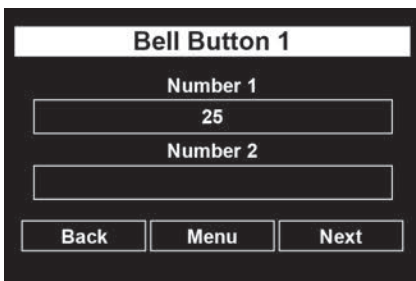 Bell Button 1
Number 1
25
Number 2
Back Menu Next